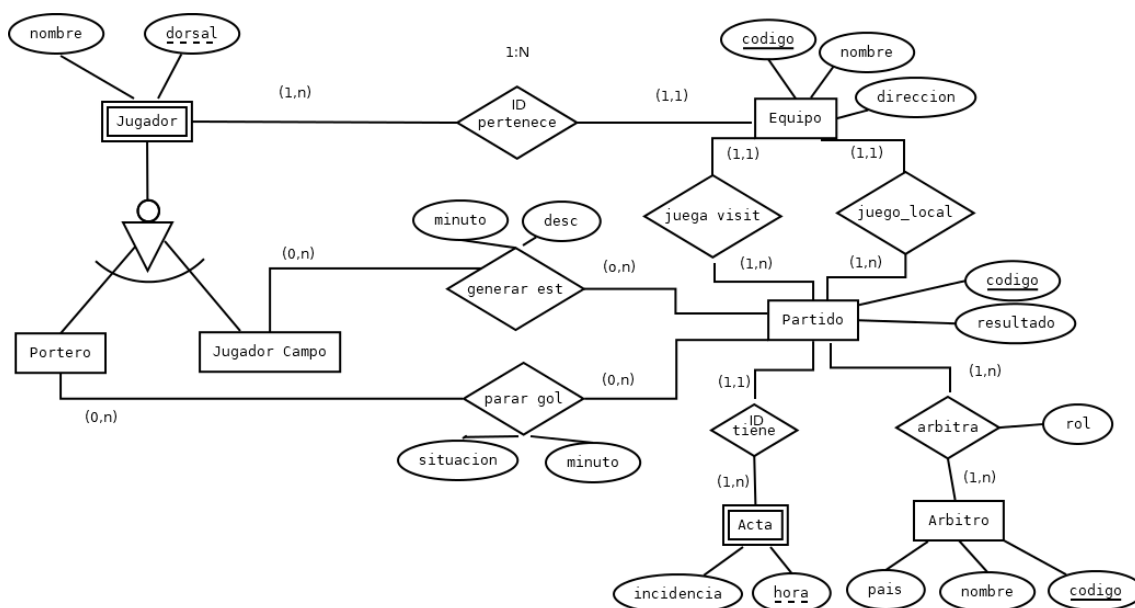 nombre
dorsal
1:N
codigo
nombre
direccion
(1,n)
(1,1)
Jugador
ID
pertenece
Equipo
(1,1)
(1,1)
juega visit
juego_local
minuto
desc
(0,n)
(o,n)
(1,n)
(1,n)
generar est
codigo
resultado
Partido
Portero
Jugador Campo
(0,n)
(0,n)
parar gol
situacion
minuto
(1,1)
(1,n)
ID
tiene
arbitra
rol
(1,n)
(1,n)
Acta
Arbitro
incidencia
hora
pais
nombre
codigo